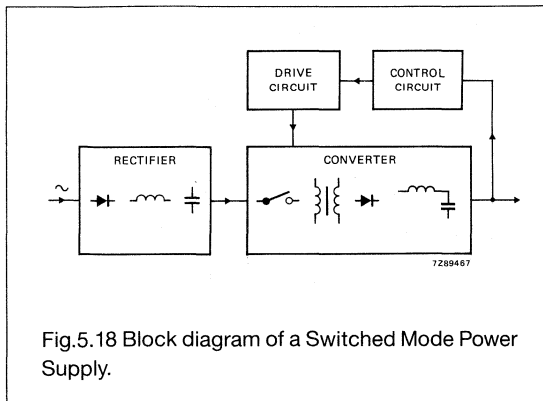 DRIVE
CIRCUIT
CONTROL
CIRCUIT
RECTIFIER
CONVERTER
~
7Z89467
Fig.5.18 Block diagram of a Switched Mode Power
Supply.